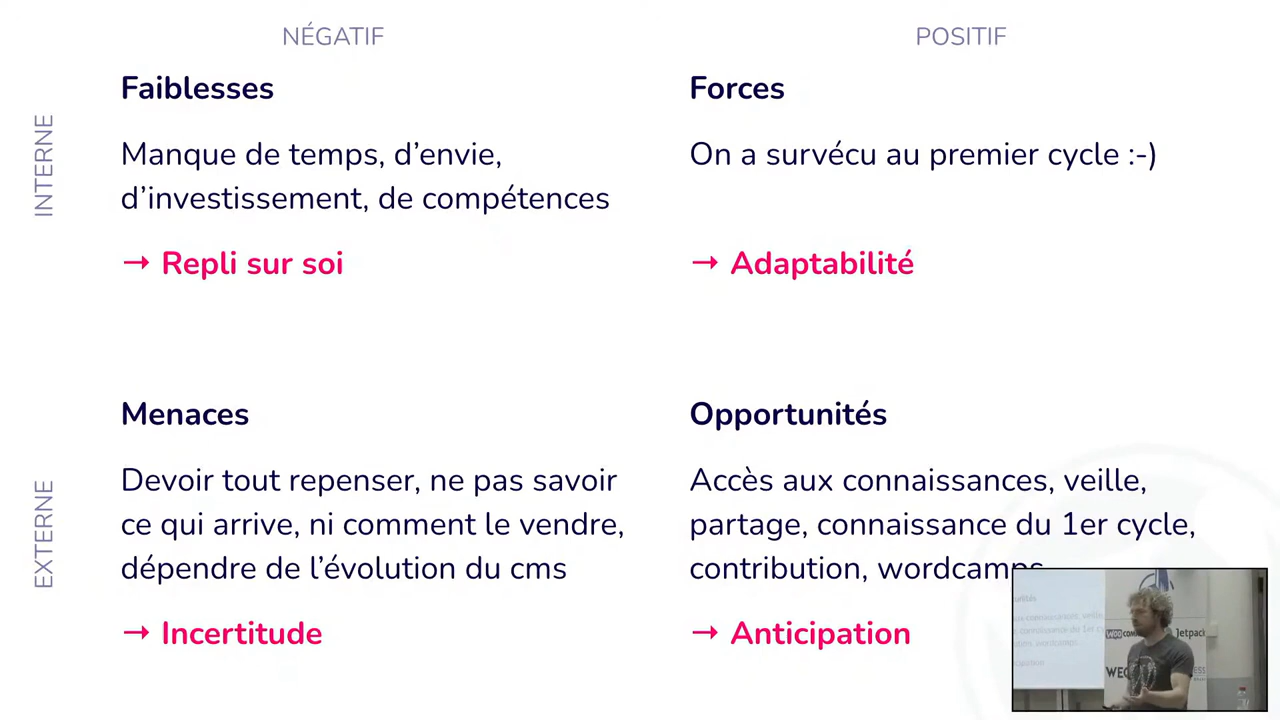 NÉGATIF
POSITIF
INTERNE
Faiblesses
Manque de temps, d’envie,
d’investissement, de compétences
→ Repli sur soi
Forces
On a survécu au premier cycle :-)
→ Adaptabilité
EXTERNE
Menaces
Devoir tout repenser, ne pas savoir
ce qui arrive, ni comment le vendre,
dépendre de l’évolution du cms
→ Incertitude
Opportunités
Accès aux connaissances, veille,
partage, connaissance du 1er cycle,
contribution, wordcamps
→ Anticipation
Jetpack